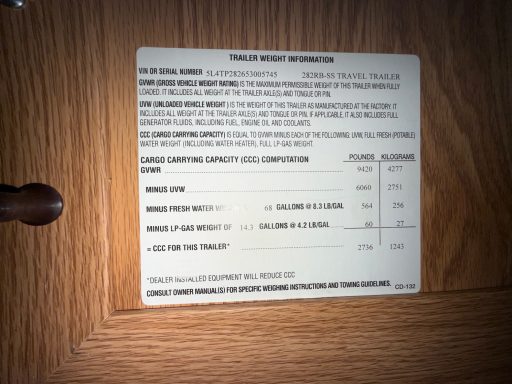 TRAILER WEIGHT INFORMATION
VIN OR SERIAL NUMBER 5L4TP282653005745 282RB-SS TRAVEL TRAILER
GVWR (GROSS VEHICLE WEIGHT RATING) IS THE MAXIMUM PERMISSIBLE WEIGHT OF THIS TRAILER WHEN FULLY
LOADED. IT INCLUDES ALL WEIGHT AT THE TRAILER AXLE(S) AND TONGUE OR PIN.
UVW (UNLOADED VEHICLE WEIGHT) IS THE WEIGHT OF THIS TRAILER AS MANUFACTURED AT THE FACTORY. IT
INCLUDES ALL WEIGHT AT THE TRAILER AXLE(S) AND TONGUE OR PIN. IF APPLICABLE, IT ALSO INCLUDES FULL
GENERATOR FLUIDS, INCLUDING FUEL, ENGINE OIL AND COOLANTS.
CCC (CARGO CARRYING CAPACITY) IS EQUAL TO GVWR MINUS EACH OF THE FOLLOWING: UVW, FULL FRESH (POTABLE)
WATER WEIGHT (INCLUDING WATER HEATER), FULL LP-GAS WEIGHT.
CARGO CARRYING CAPACITY (CCC) COMPUTATION POUNDS KILOGRAMS
GVWR 9420 4277
MINUS UVW 6060 2751
MINUS FRESH WATER 68 GALLONS @ 8.3 LB/GAL 564 256
MINUS LP-GAS WEIGHT OF 14.3 GALLONS @ 4.2 LB/GAL 60 27
= CCC FOR THIS TRAILER* 2736 1243
*DEALER INSTALLED EQUIPMENT WILL REDUCE CCC
CONSULT OWNER MANUAL(S) FOR SPECIFIC WEIGHING INSTRUCTIONS AND TOWING GUIDELINES. CD-132